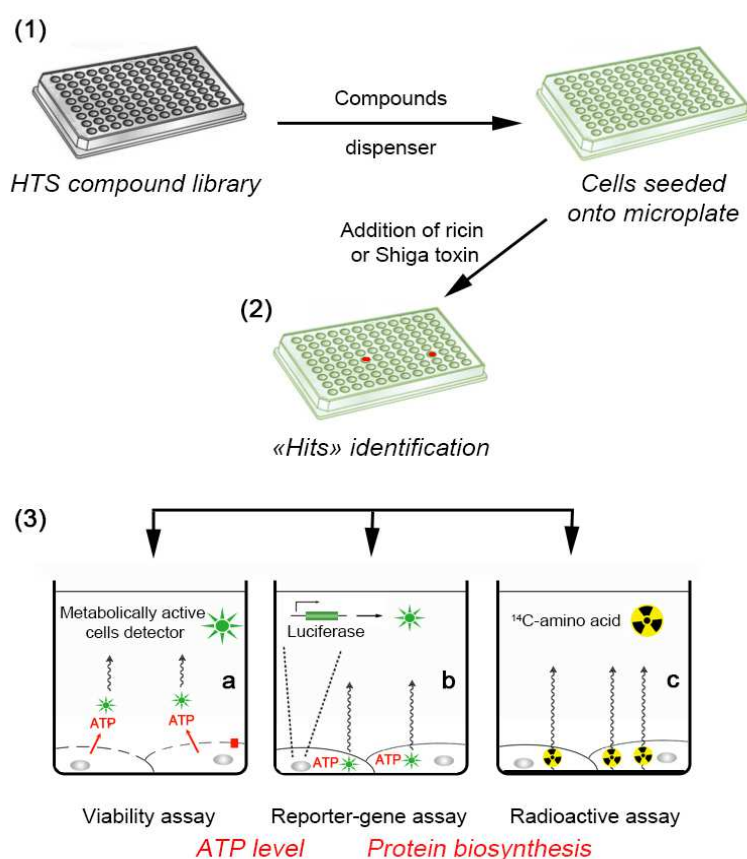 (1)
Compounds
dispenser
HTS compound library
Cells seeded
onto microplate
Addition of ricin
or Shiga toxin
(2)
«Hits» identification
(3)
Metabolically active
cells detector
a
ATP
ATP
Luciferase
b
ATP
ATP
¹⁴C-amino acid
c
Viability assay
Reporter-gene assay
Radioactive assay
ATP level
Protein biosynthesis